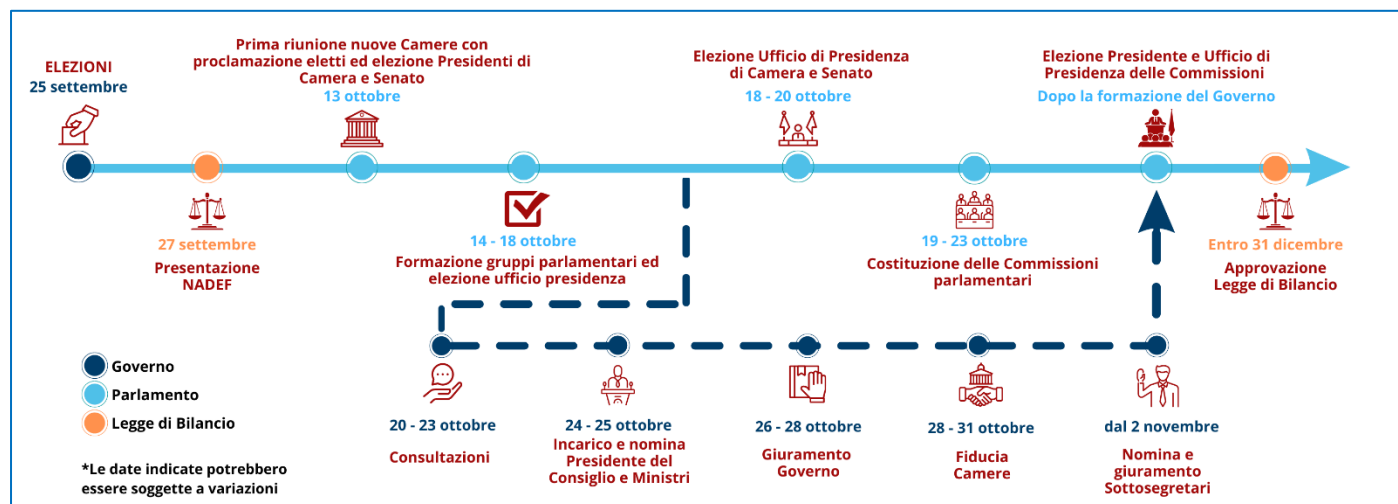 ELEZIONI
25 settembre
Prima riunione nuove Camere con
proclamazione eletti ed elezione Presidenti di
Camera e Senato
13 ottobre
Elezione Ufficio di Presidenza
di Camera e Senato
18 - 20 ottobre
Elezione Presidente e Ufficio di
Presidenza delle Commissioni
Dopo la formazione del Governo
27 settembre
Presentazione
NADEF
14 - 18 ottobre
Formazione gruppi parlamentari ed
elezione ufficio presidenza
19 - 23 ottobre
Costituzione delle Commissioni
parlamentari
Entro 31 dicembre
Approvazione
Legge di Bilancio
Governo
Parlamento
Legge di Bilancio
*Le date indicate potrebbero
essere soggette a variazioni
20 - 23 ottobre
Consultazioni
24 - 25 ottobre
Incarico e nomina
Presidente del
Consiglio e Ministri
26 - 28 ottobre
Giuramento
Governo
28 - 31 ottobre
Fiducia
Camere
dal 2 novembre
Nomina e
giuramento
Sottosegretari